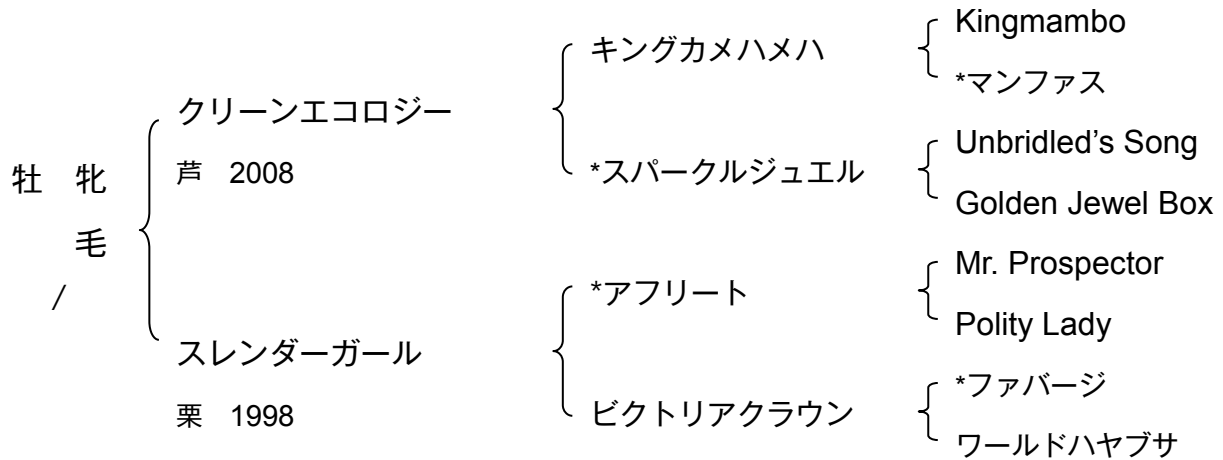 牡 牝
毛
/
クリーンエコロジー
芦 2008
スレンダーガール
栗 1998
キングカメハメハ
*スパークルジュエル
*アフリート
ビクトリアクラウン
Kingmambo
*マンファス
Unbridled’s Song
Golden Jewel Box
Mr. Prospector
Polity Lady
*ファバージ
ワールドハヤブサ